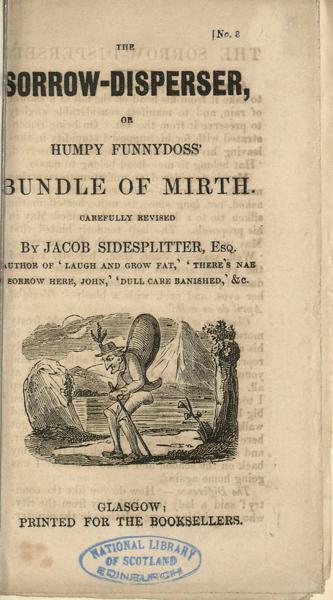 [No. 8
THE
SORROW-DISPERSER,
OR
HUMPY FUNNYDOSS'
BUNDLE OF MIRTH.
CAREFULLY REVISED
BY JACOB SIDESPLITTER, ESQ.
AUTHOR OF ‘LAUGH AND GROW FAT,’ ‘THERE'S NAE
SORROW HERE, JOHN,’ ‘DULL CARE BANISHED,’ &C.
GLASGOW;
PRINTED FOR THE BOOKSELLERS.
NATIONAL LIBRARY
OF SCOTLAND
EDINBURGH